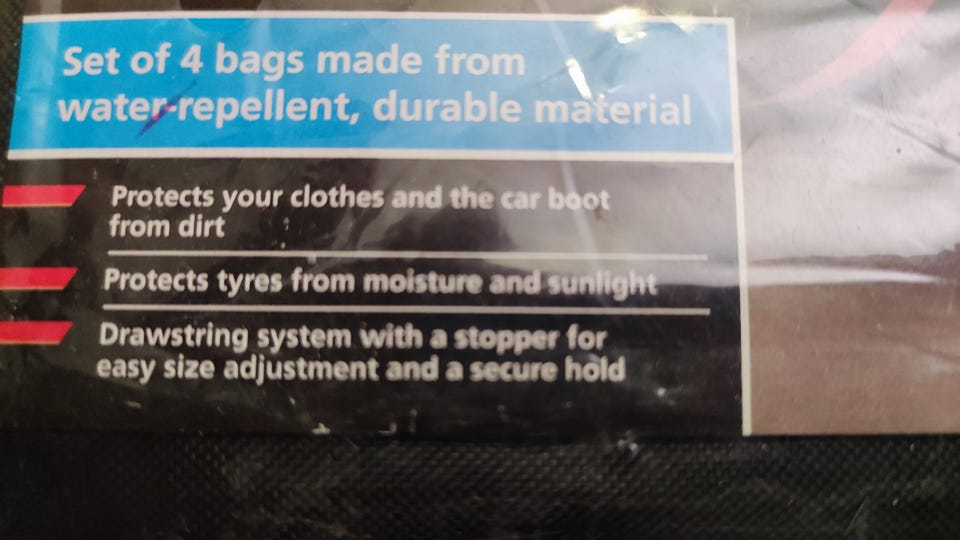 Set of 4 bags made from
water-repellent, durable material
Protects your clothes and the car boot
from dirt
Protects tyres from moisture and sunlight
Drawstring system with a stopper for
easy size adjustment and a secure hold